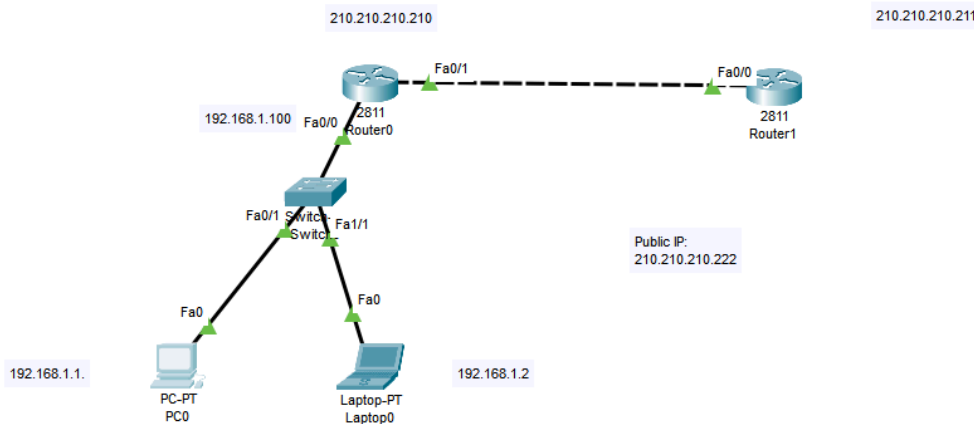 210.210.210.210
210.210.210.211
Fa0/1
Fa0/0
2811
Router0
2811
Router1
192.168.1.100
Fa0/0
Fa0/1
Fa1/1
Public IP:
210.210.210.222
Fa0
Fa0
192.168.1.1.
PC-PT
PC0
Laptop-PT
Laptop0
192.168.1.2